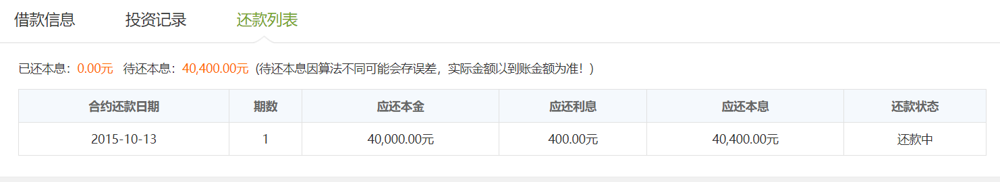 借款信息 投资记录 还款列表
已还本息：0.00元 待还本息：40,400.00元 (待还本息因算法不同可能会存误差，实际金额以到账金额为准！)
合约还款日期 期数 应还本金 应还利息 应还本息 还款状态
2015-10-13 1 40,000.00元 400.00元 40,400.00元 还款中